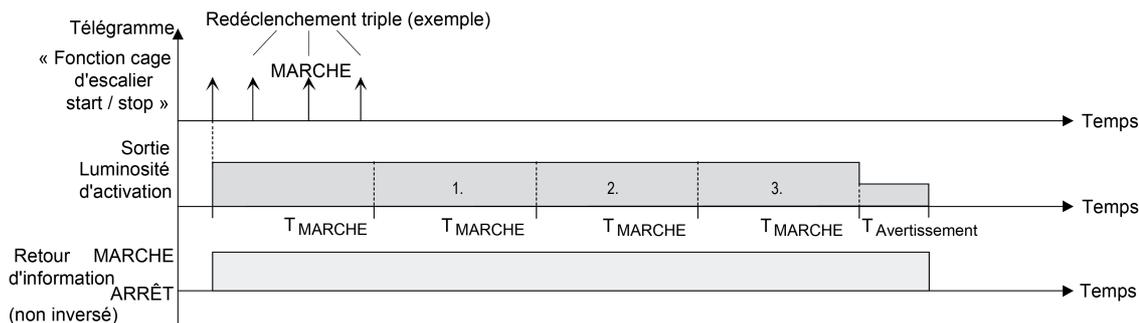 Redéclenchement triple (exemple)
Télégramme
« Fonction cage
d'escalier
start / stop »
MARCHE
Temps
Sortie
Luminosité
d'activation
1.
2.
3.
Temps
T MARCHE
T MARCHE
T MARCHE
T MARCHE
T Avertissement
Retour MARCHE
d'information
ARRÊT
(non inversé)
Temps